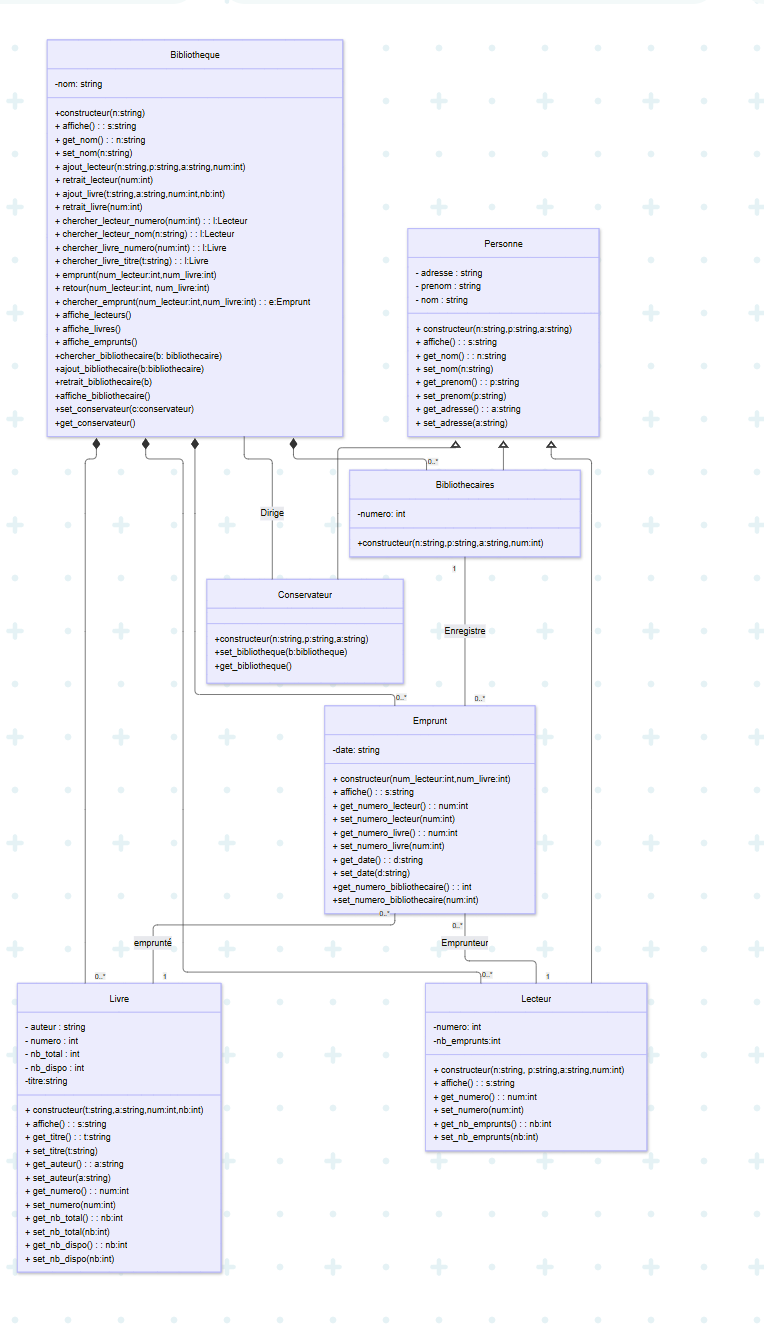 Bibliotheque
-nom: string
+constructeur(n:string)
+ affiche() : : s:string
+ get_nom() : : n:string
+ set_nom(n:string)
+ ajout_lecteur(n:string,p:string,a:string,num:int)
+ retrait_lecteur(num:int)
+ ajout_livre(t:string,a:string,num:int,nb:int)
+ retrait_livre(num:int)
+ chercher_lecteur_numero(num:int) : : l:Lecteur
+ chercher_lecteur_nom(n:string) : : l:Lecteur
+ chercher_livre_numero(num:int) : : l:Livre
+ chercher_livre_titre(t:string) : : l:Livre
+ emprunt(num_lecteur:int,num_livre:int)
+ retour(num_lecteur:int, num_livre:int)
+ chercher_emprunt(num_lecteur:int,num_livre:int) : : e:Emprunt
+ affiche_lecteurs()
+ affiche_livres()
+ affiche_emprunts()
+chercher_bibliothecaire(b: bibliothecaire)
+ajout_bibliothecaire(b:bibliothecaire)
+retrait_bibliothecaire(b)
+affiche_bibliothecaire()
+set_conservateur(c:conservateur)
+get_conservateur()
Personne
- adresse : string
- prenom : string
- nom : string
+ constructeur(n:string,p:string,a:string)
+ affiche() : : s:string
+ get_nom() : : n:string
+ set_nom(n:string)
+ get_prenom() : : p:string
+ set_prenom(p:string)
+ get_adresse() : : a:string
+ set_adresse(a:string)
0..*
Bibliothecaires
-numero: int
+constructeur(n:string,p:string,a:string,num:int)
Dirige
1
Conservateur
+constructeur(n:string,p:string,a:string)
+set_bibliotheque(b:bibliotheque)
+get_bibliotheque()
Enregistre
0..*
0..*
Emprunt
-date: string
+ constructeur(num_lecteur:int,num_livre:int)
+ affiche() : : s:string
+ get_numero_lecteur() : : num:int
+ set_numero_lecteur(num:int)
+ get_numero_livre() : : num:int
+ set_numero_livre(num:int)
+ get_date() : : d:string
+ set_date(d:string)
+get_numero_bibliothecaire() : : int
+set_numero_bibliothecaire(num:int)
0..*
0..*
emprunté
Emprunteur
0..*
1
0..*
1
Livre
- auteur : string
- numero : int
- nb_total : int
- nb_dispo : int
-titre:string
+ constructeur(t:string,a:string,num:int,nb:int)
+ affiche() : : s:string
+ get_titre() : : t:string
+ set_titre(t:string)
+ get_auteur() : : a:string
+ set_auteur(a:string)
+ get_numero() : : num:int
+ set_numero(num:int)
+ get_nb_total() : : nb:int
+ set_nb_total(nb:int)
+ get_nb_dispo() : : nb:int
+ set_nb_dispo(nb:int)
Lecteur
-numero: int
-nb_emprunts:int
+ constructeur(n:string, p:string,a:string,num:int)
+ affiche() : : s:string
+ get_numero() : : num:int
+ set_numero(num:int)
+ get_nb_emprunts() : : nb:int
+ set_nb_emprunts(nb:int)